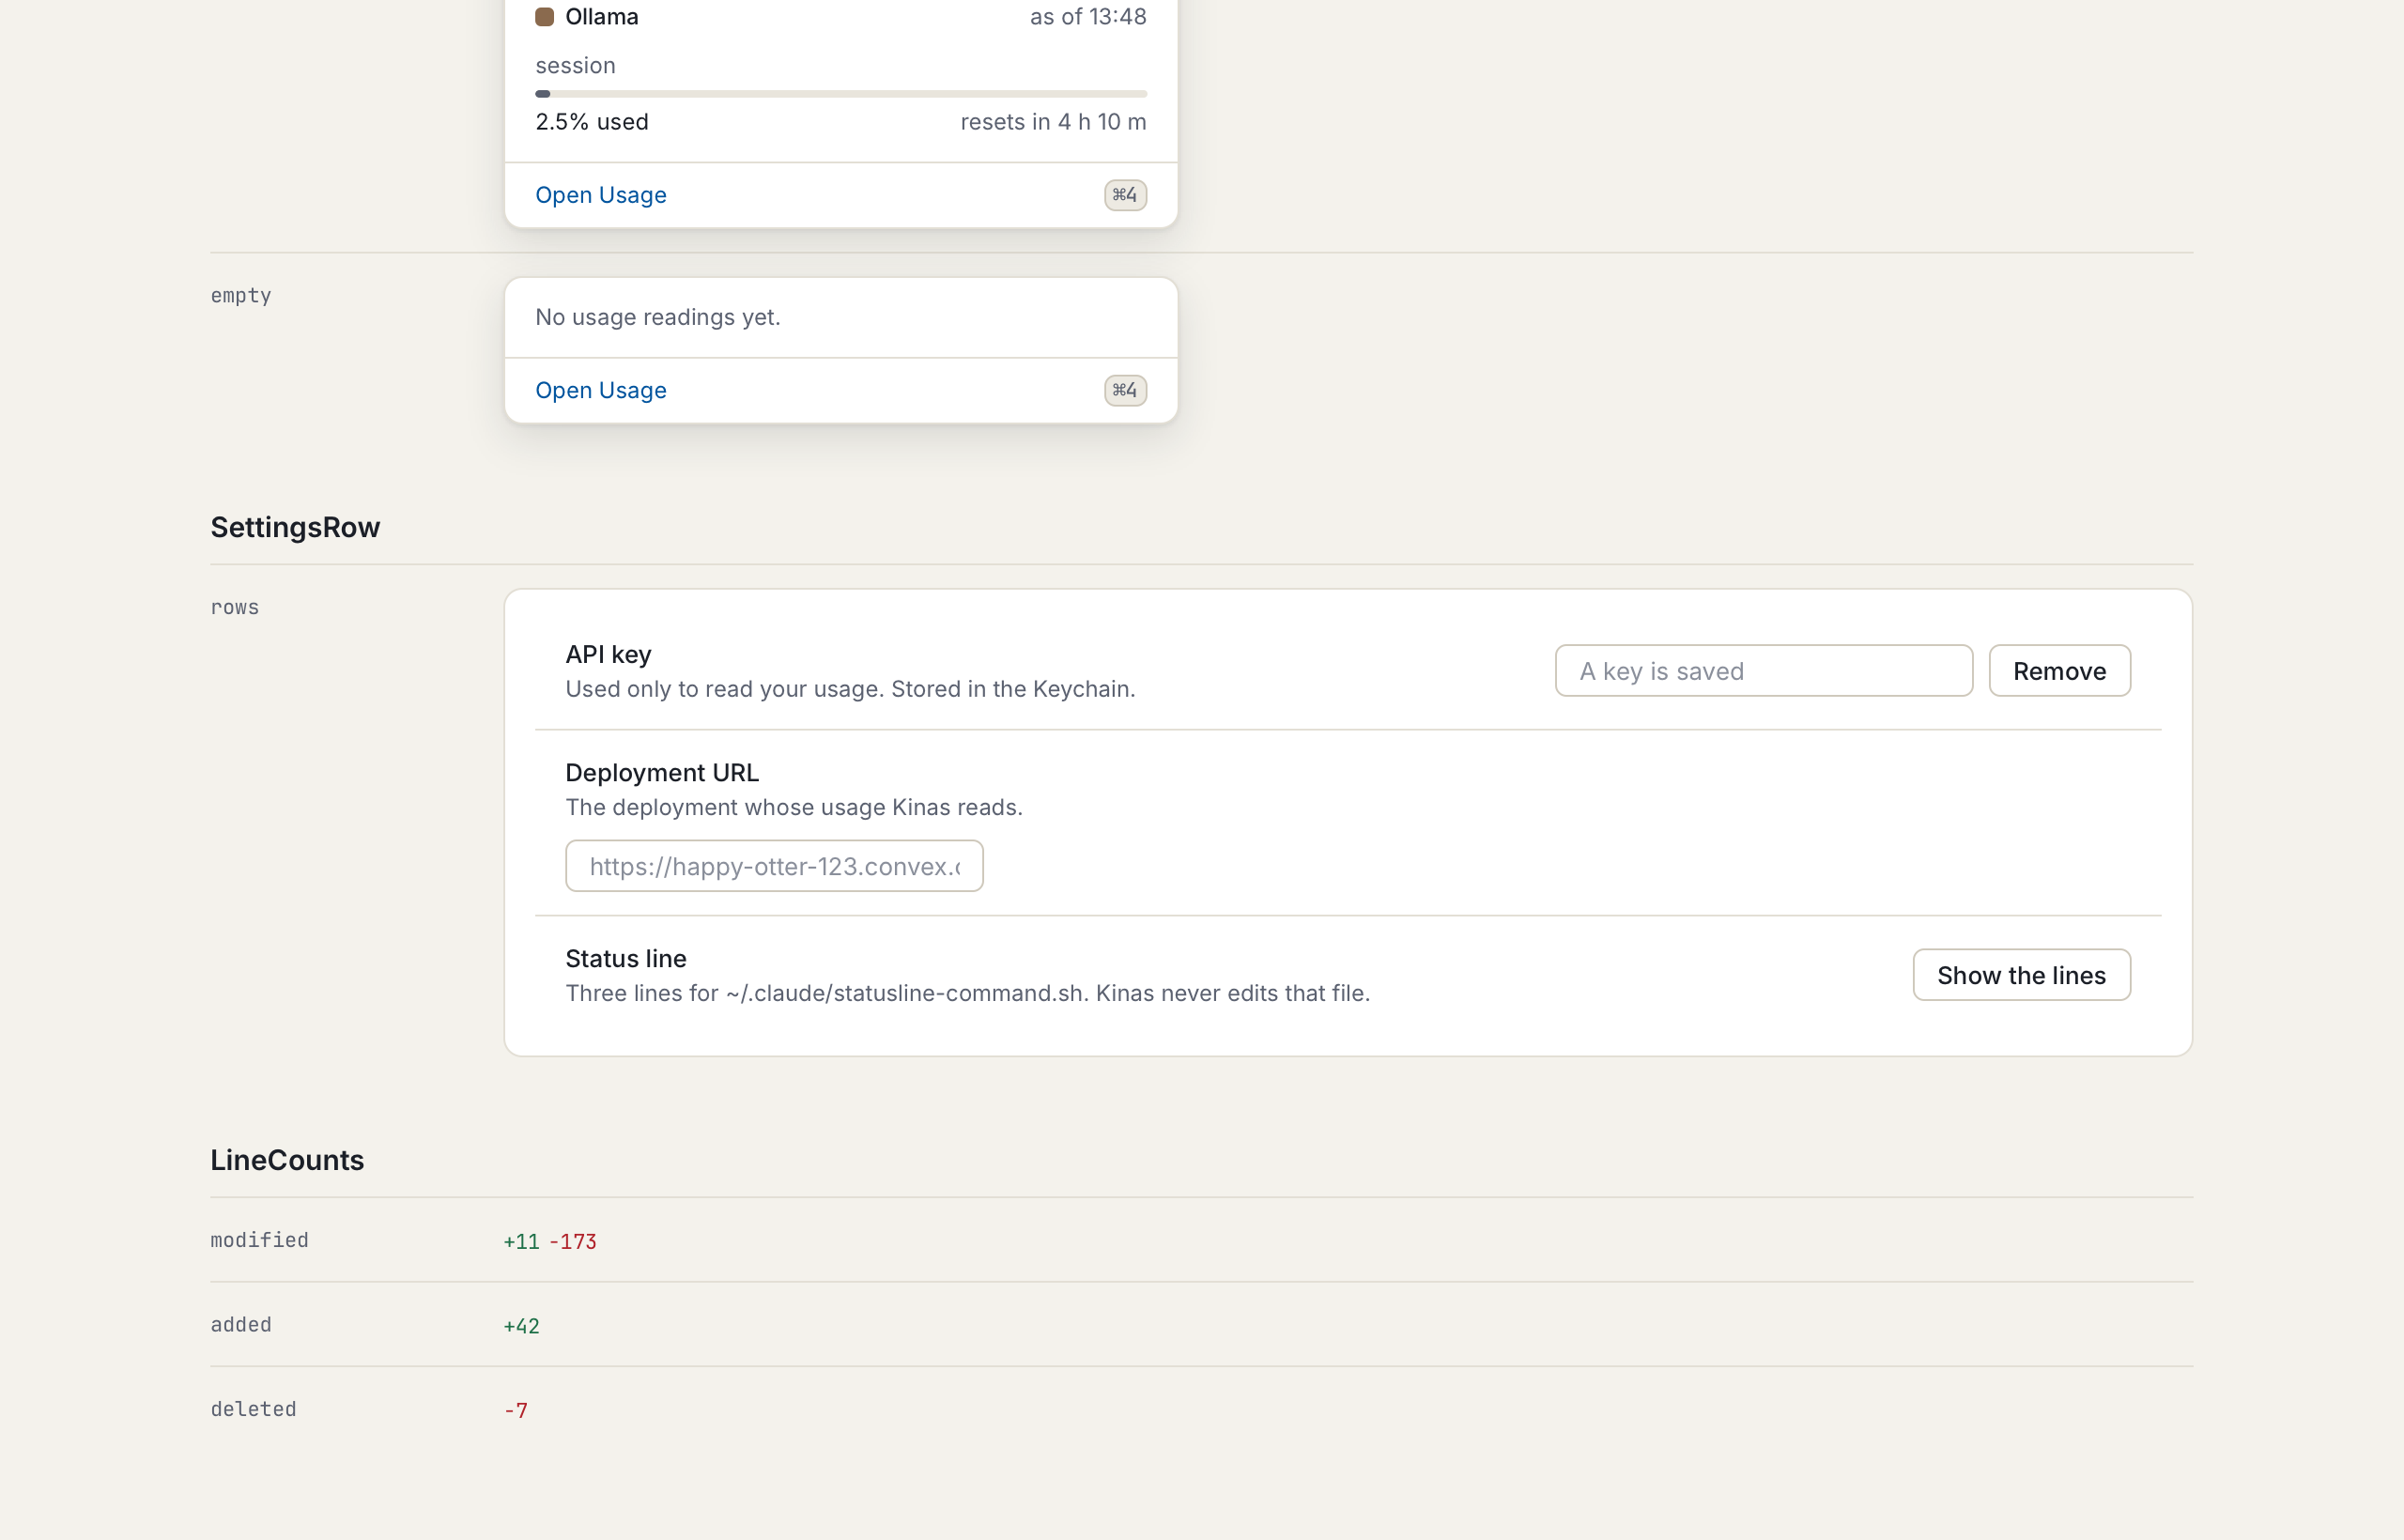 Ollama as of 13:48
session
2.5% used resets in 4 h 10 m
Open Usage ⌘4
empty
No usage readings yet.
Open Usage ⌘4
SettingsRow
rows
API key
Used only to read your usage. Stored in the Keychain.
A key is saved Remove
Deployment URL
The deployment whose usage Kinas reads.
https://happy-otter-123.convex.c
Status line
Three lines for ~/.claude/statusline-command.sh. Kinas never edits that file.
Show the lines
LineCounts
modified +11 -173
added +42
deleted -7